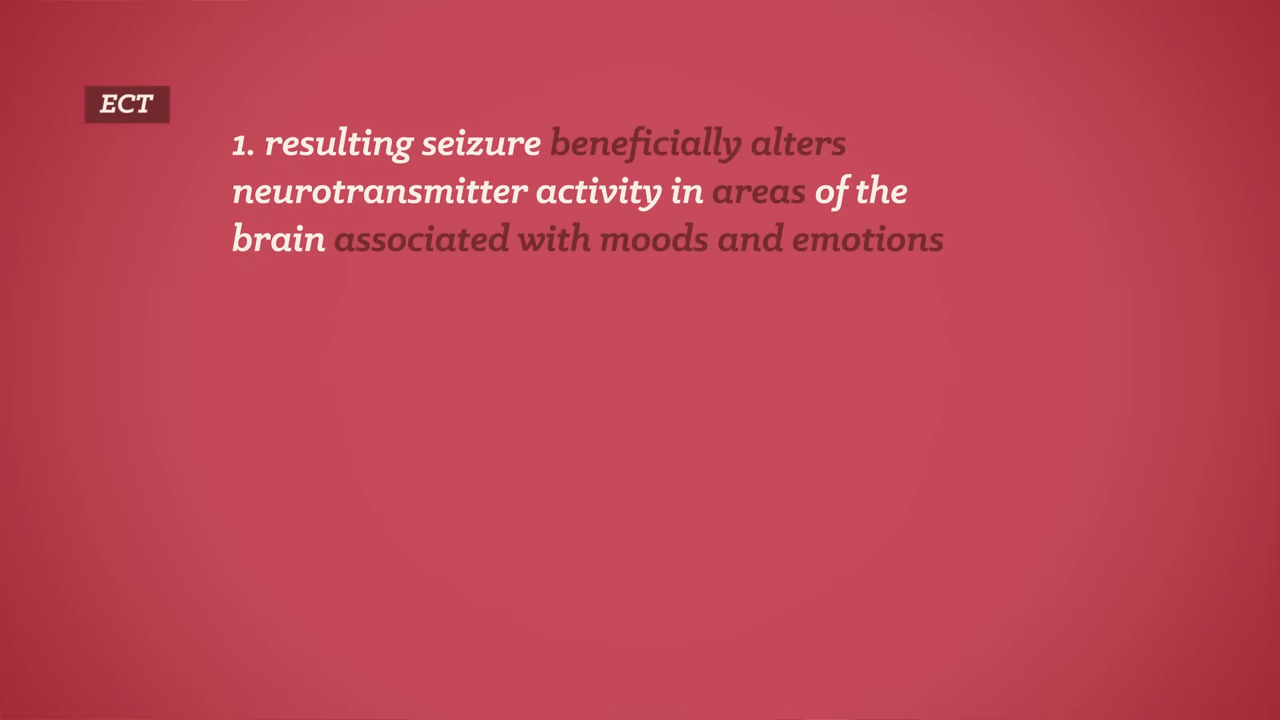 ECT
1. resulting seizure beneficially alters
neurotransmitter activity in areas of the
brain associated with moods and emotions